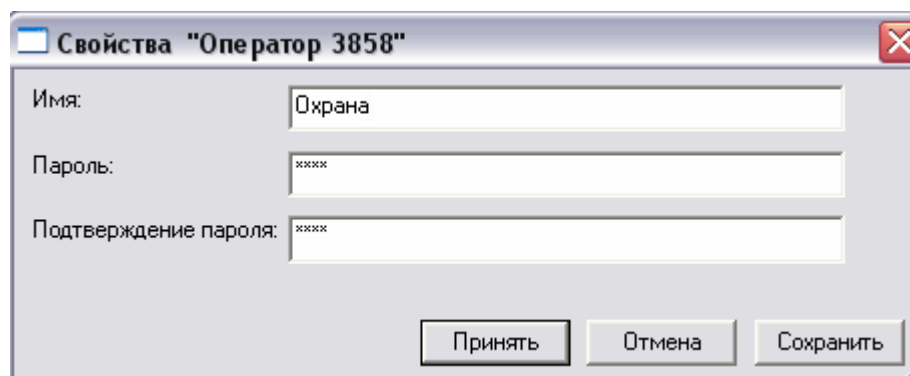 Свойства "Оператор 3858"
Имя: Охрана
Пароль: ××××
Подтверждение пароля: ××××
Принять Отмена Сохранить